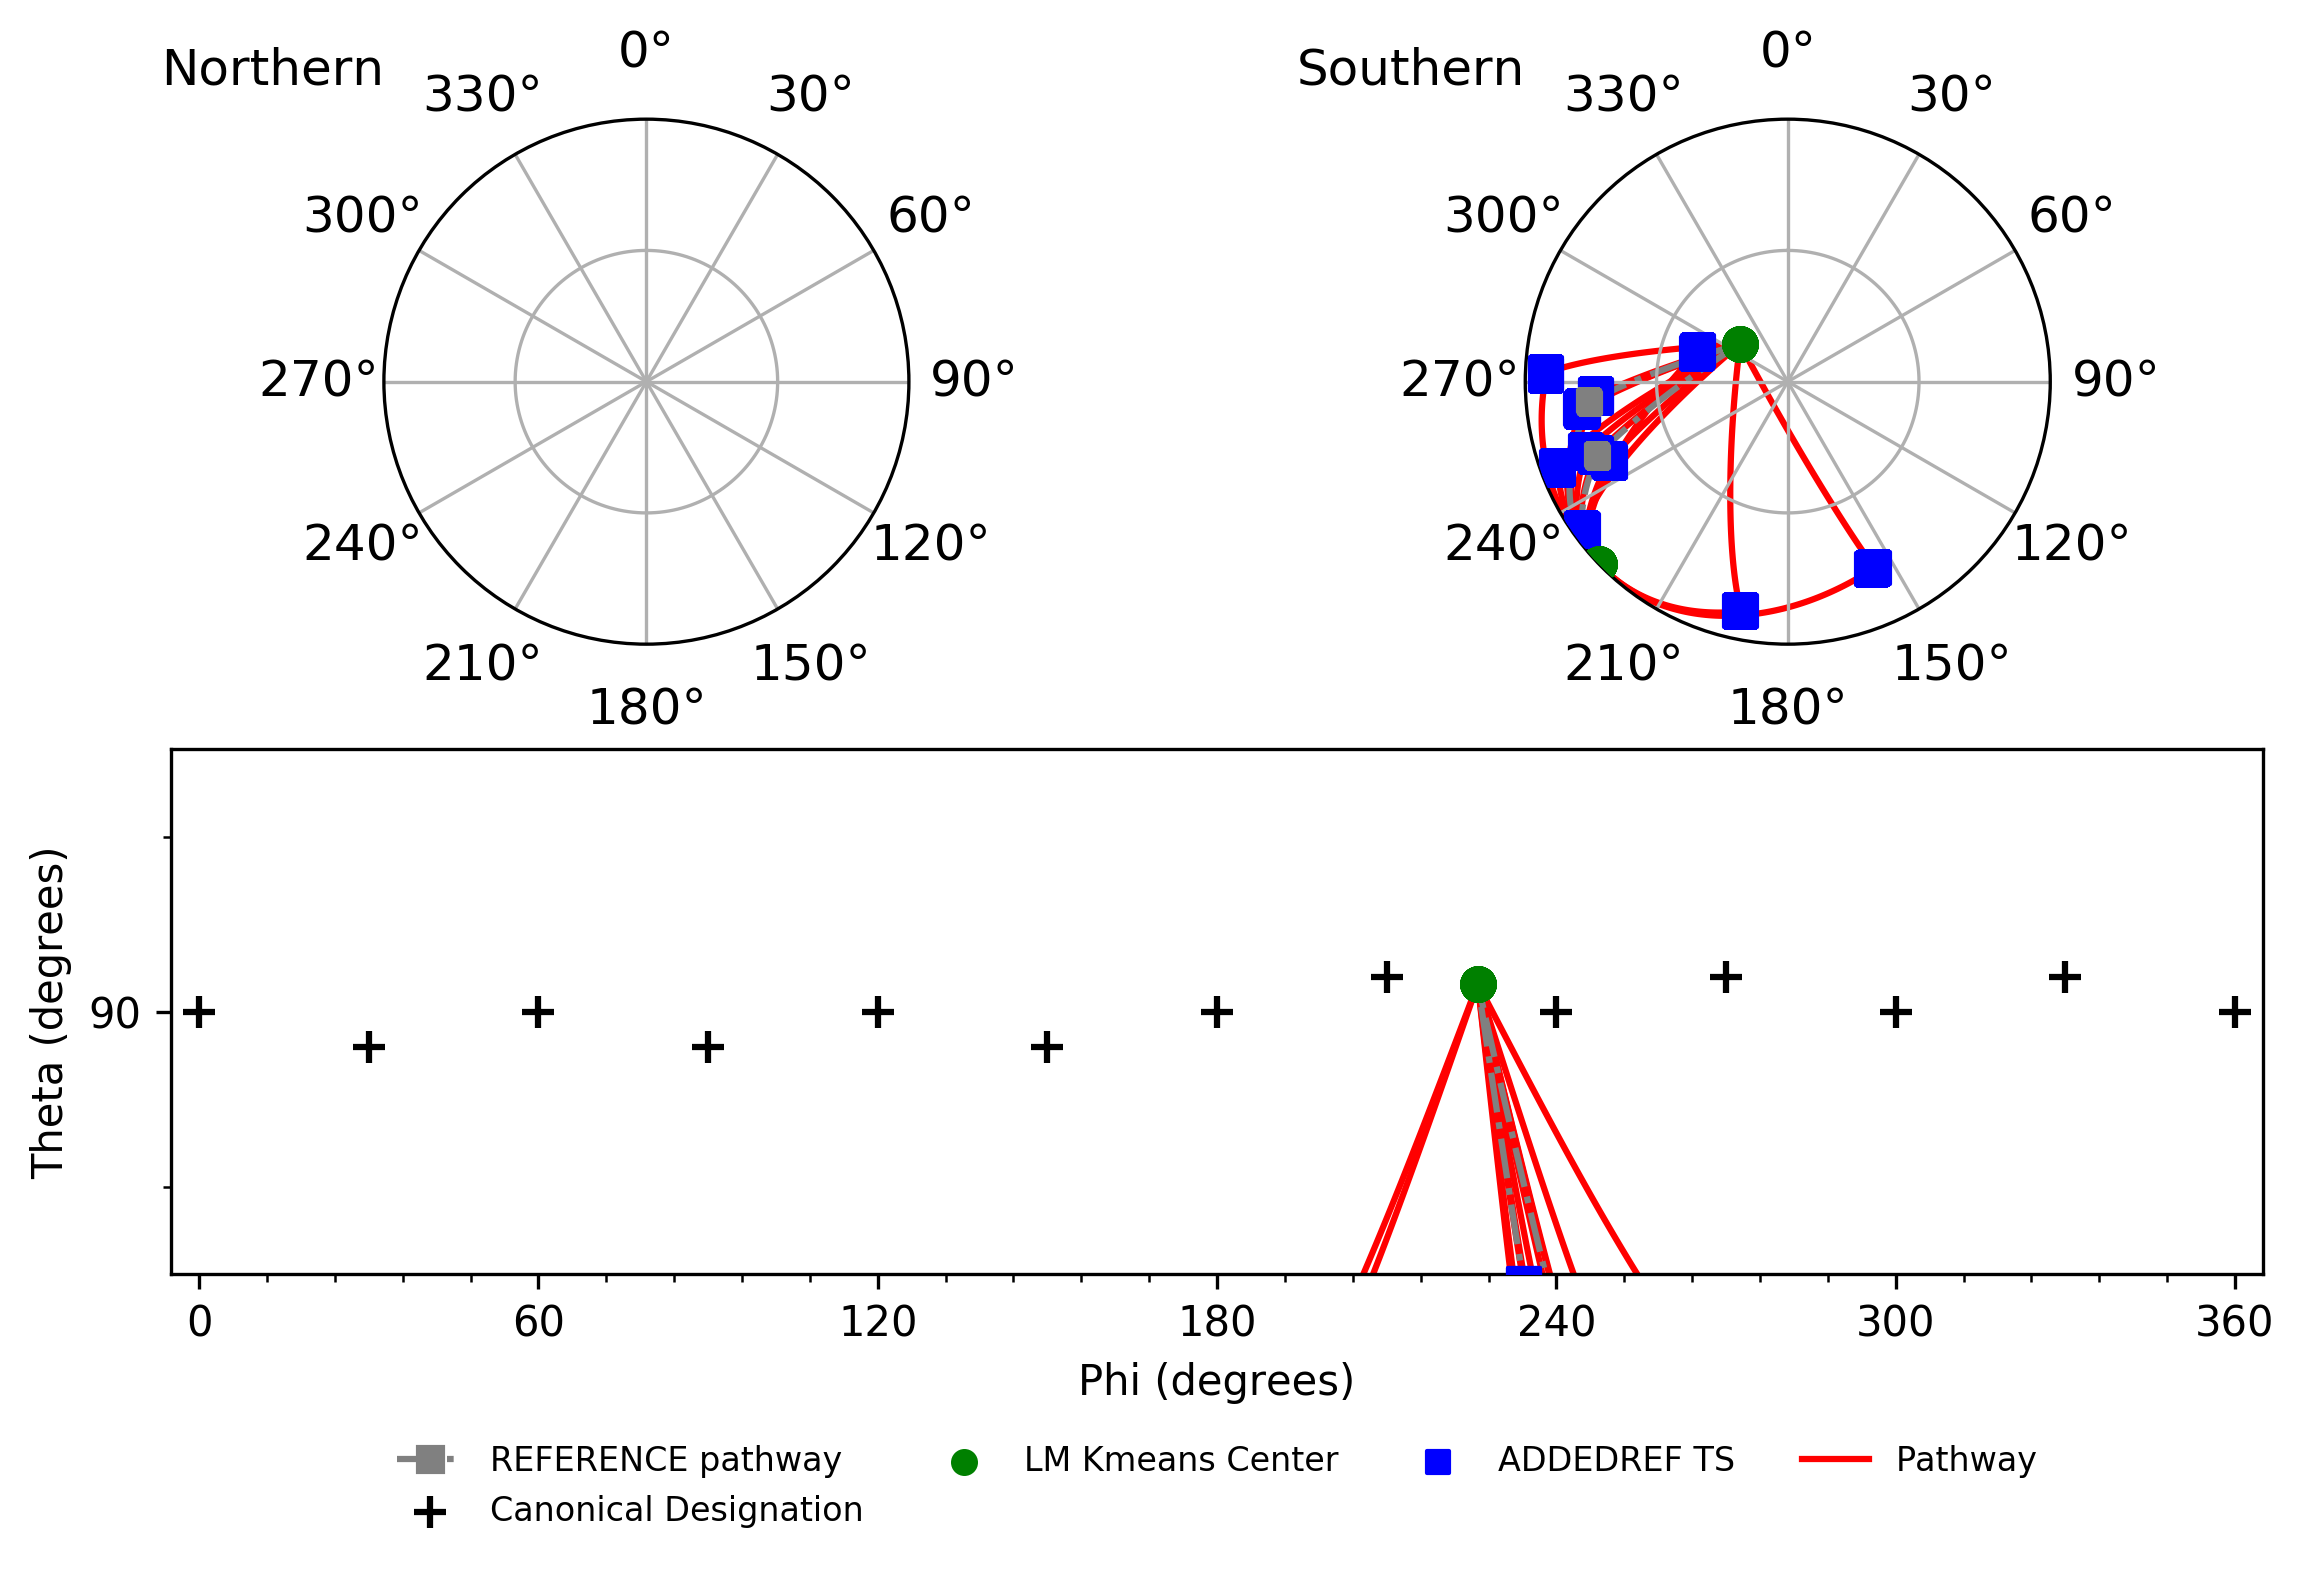 Northern
0°
30°
60°
90°
120°
150°
180°
210°
240°
270°
300°
330°
Southern
0°
30°
60°
90°
120°
150°
180°
210°
240°
270°
300°
330°
Theta (degrees)
90
0 60 120 180 240 300 360
Phi (degrees)
REFERENCE pathway
Canonical Designation
LM Kmeans Center
ADDEDREF TS
Pathway